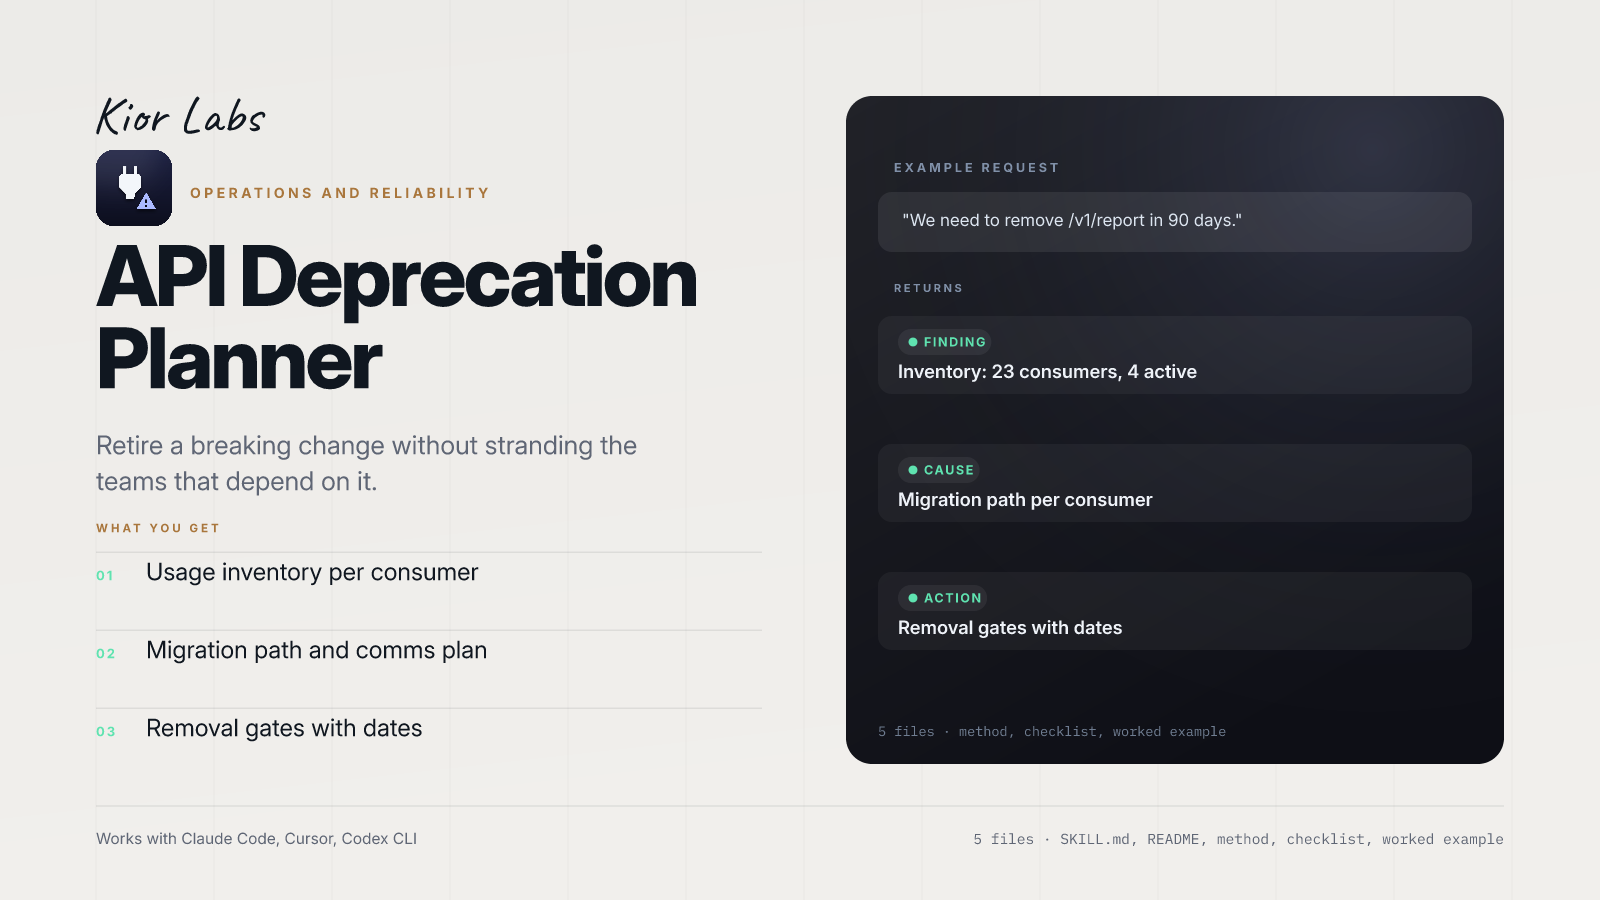 Kior Labs
OPERATIONS AND RELIABILITY
API Deprecation
Planner
Retire a breaking change without stranding the
teams that depend on it.
WHAT YOU GET
01 Usage inventory per consumer
02 Migration path and comms plan
03 Removal gates with dates
EXAMPLE REQUEST
"We need to remove /v1/report in 90 days."
RETURNS
FINDING
Inventory: 23 consumers, 4 active
CAUSE
Migration path per consumer
ACTION
Removal gates with dates
5 files · method, checklist, worked example
Works with Claude Code, Cursor, Codex CLI
5 files · SKILL.md, README, method, checklist, worked example